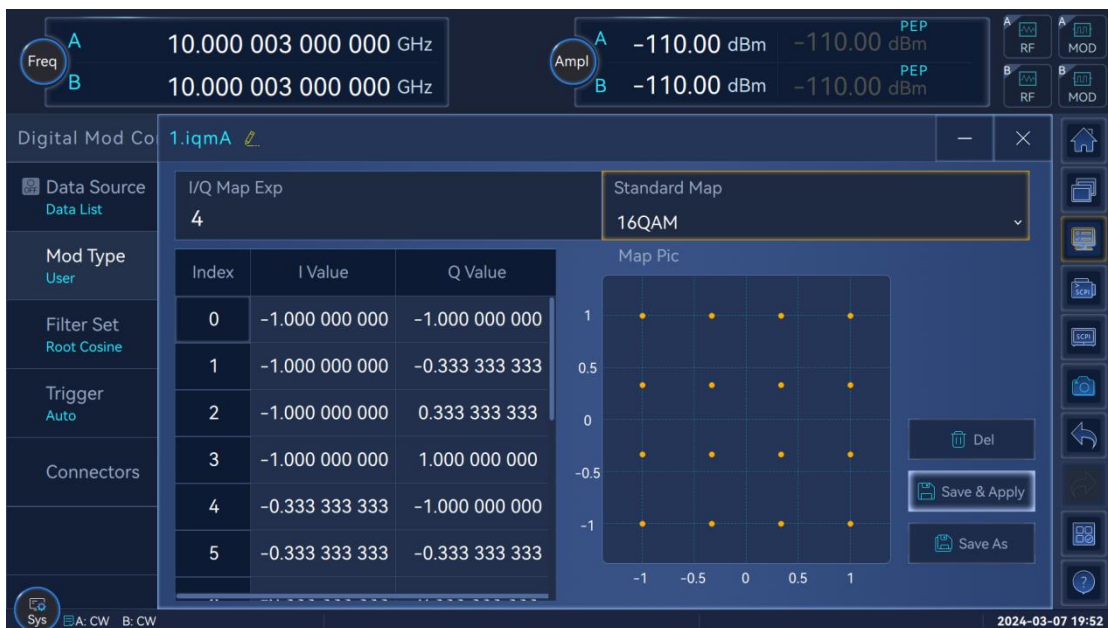 Freq
A 10.000 003 000 000 GHz
B 10.000 003 000 000 GHz
Ampl
A -110.00 dBm -110.00 dBm PEP
B -110.00 dBm -110.00 dBm PEP
A RF
A MOD
B RF
B MOD
Digital Mod Co
1.iqmA
OFF Data Source
Data List
Mod Type
User
Filter Set
Root Cosine
Trigger
Auto
Connectors
I/Q Map Exp
4
Standard Map
16QAM
Index I Value Q Value
0 -1.000 000 000 -1.000 000 000
1 -1.000 000 000 -0.333 333 333
2 -1.000 000 000 0.333 333 333
3 -1.000 000 000 1.000 000 000
4 -0.333 333 333 -1.000 000 000
5 -0.333 333 333 -0.333 333 333
Map Pic
1
0.5
0
-0.5
-1
-1 -0.5 0 0.5 1
Del
Save & Apply
Save As
SCPI
SCPI
Sys
A: CW B: CW
2024-03-07 19:52